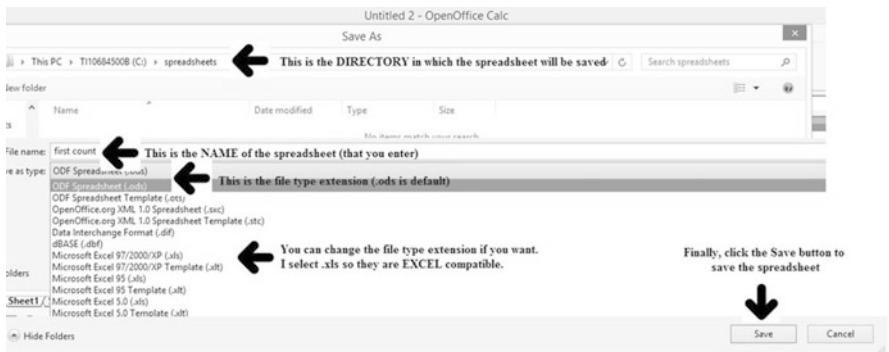 Untitled 2 - OpenOffice Calc
Save As
This PC › TI10684500B (C:) › spreadsheets
This is the DIRECTORY in which the spreadsheet will be saved
Search spreadsheets
New folder
Name Date modified Type Size
No items match your search.
File name: first count
This is the NAME of the spreadsheet (that you enter)
Save as type: ODF Spreadsheet (.ods)
ODF Spreadsheet (.ods)
This is the file type extension (.ods is default)
ODF Spreadsheet Template (.ots)
OpenOffice.org XML 1.0 Spreadsheet (.sxc)
OpenOffice.org XML 1.0 Spreadsheet Template (.stc)
Data Interchange Format (.dif)
dBASE (.dbf)
Microsoft Excel 97/2000/XP (.xls)
Microsoft Excel 97/2000/XP Template (.xlt)
Microsoft Excel 95 (.xls)
Microsoft Excel 95 Template (.xlt)
Microsoft Excel 5.0 (.xls)
Microsoft Excel 5.0 Template (.xlt)
You can change the file type extension if you want.
I select .xls so they are EXCEL compatible.
Finally, click the Save button to
save the spreadsheet
olders
Sheet1
Hide Folders
Save
Cancel